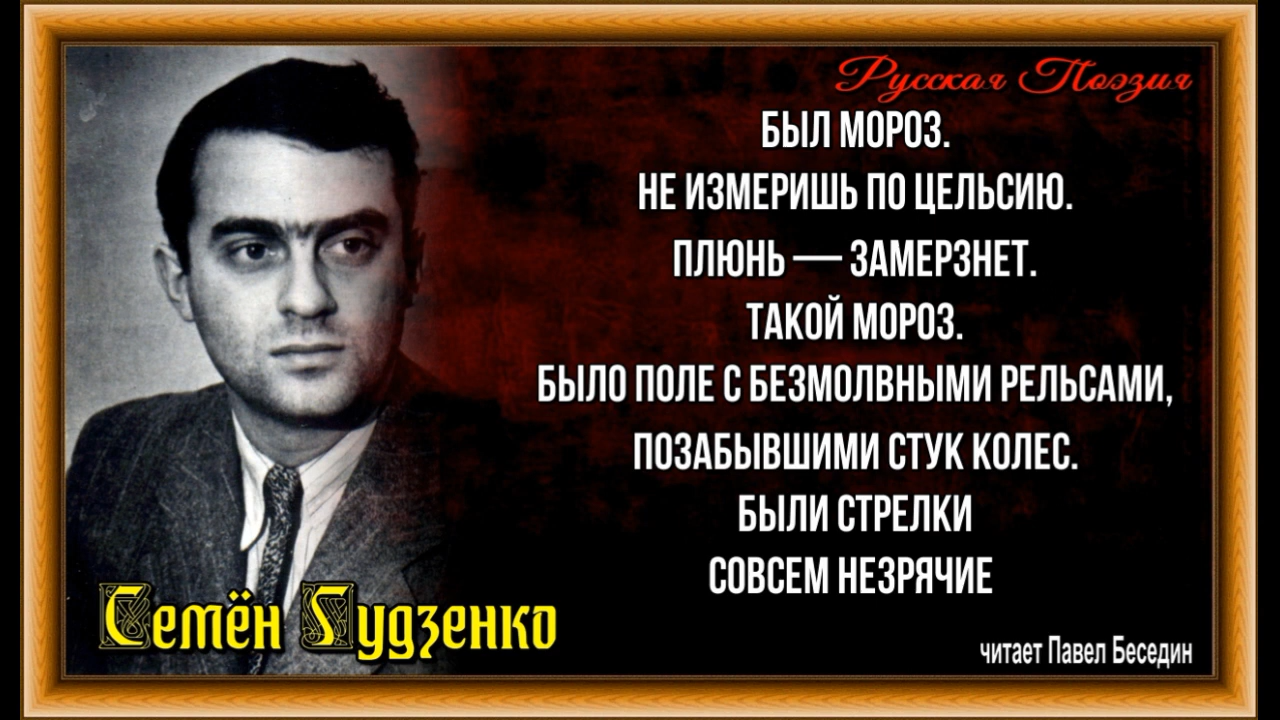 Русская Поэзия
БЫЛ МОРОЗ.
НЕ ИЗМЕРИШЬ ПО ЦЕЛЬСИЮ.
ПЛЮНЬ — ЗАМЕРЗНЕТ.
ТАКОЙ МОРОЗ.
БЫЛО ПОЛЕ С БЕЗМОЛВНЫМИ РЕЛЬСАМИ,
ПОЗАБЫВШИМИ СТУК КОЛЕС.
БЫЛИ СТРЕЛКИ
СОВСЕМ НЕЗРЯЧИЕ
Семён Гудзенко
читает Павел Беседин